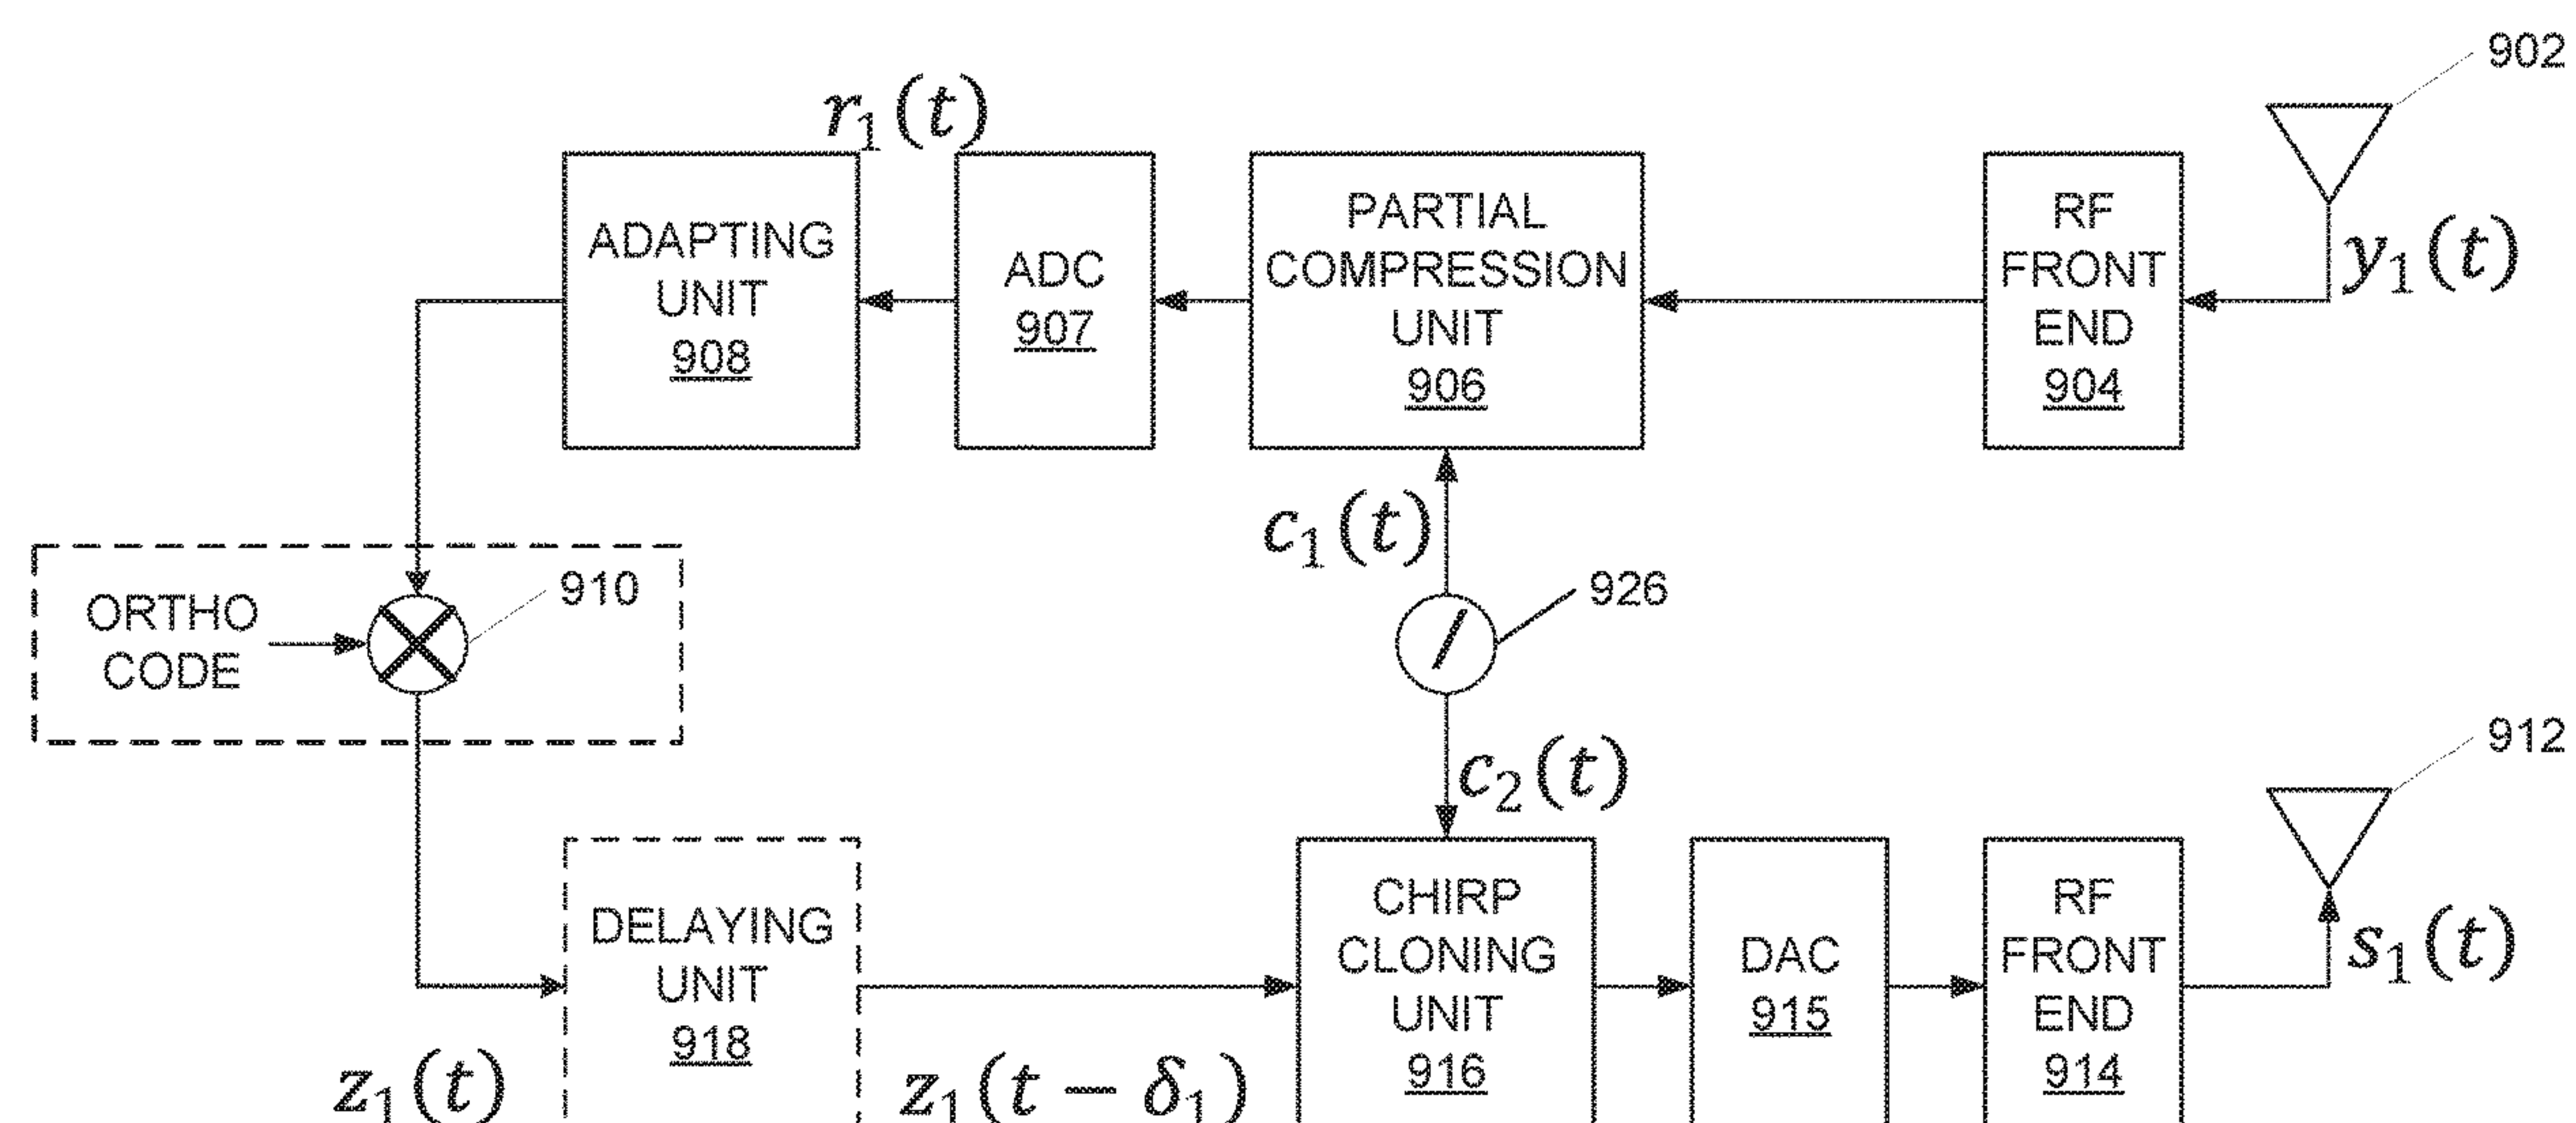 902
r₁(t)
ADAPTING
UNIT
908
ADC
907
PARTIAL
COMPRESSION
UNIT
906
RF
FRONT
END
904
y₁(t)
c₁(t)
926
ORTHO
CODE
910
c₂(t)
912
DELAYING
UNIT
918
CHIRP
CLONING
UNIT
916
DAC
915
RF
FRONT
END
914
s₁(t)
z₁(t)
z₁(t − δ₁)